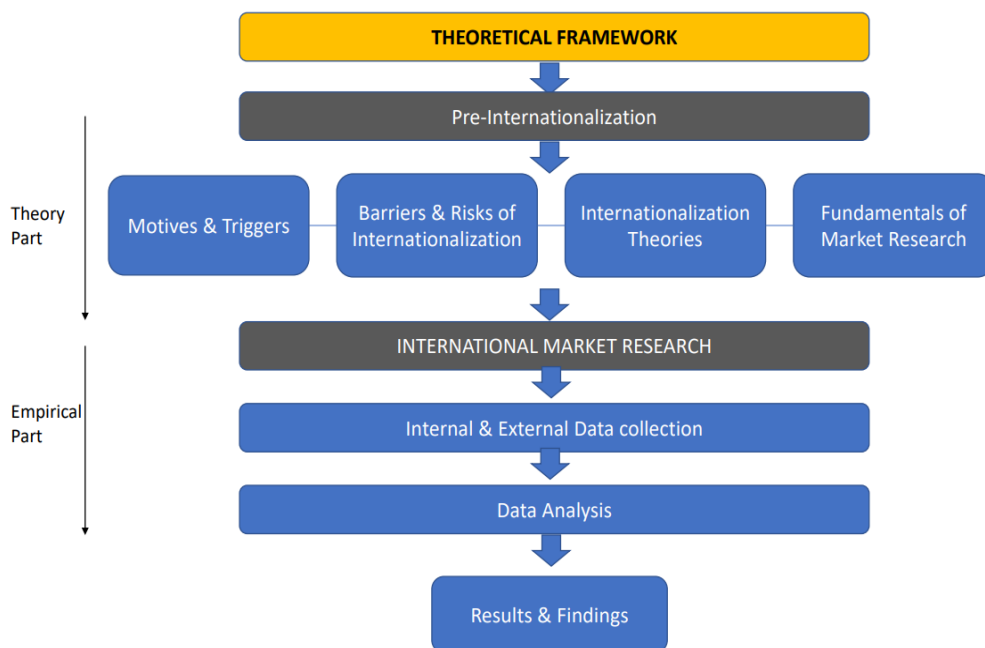 THEORETICAL FRAMEWORK
Pre-Internationalization
Theory
Part
Motives & Triggers
Barriers & Risks of
Internationalization
Internationalization
Theories
Fundamentals of
Market Research
INTERNATIONAL MARKET RESEARCH
Empirical
Part
Internal & External Data collection
Data Analysis
Results & Findings